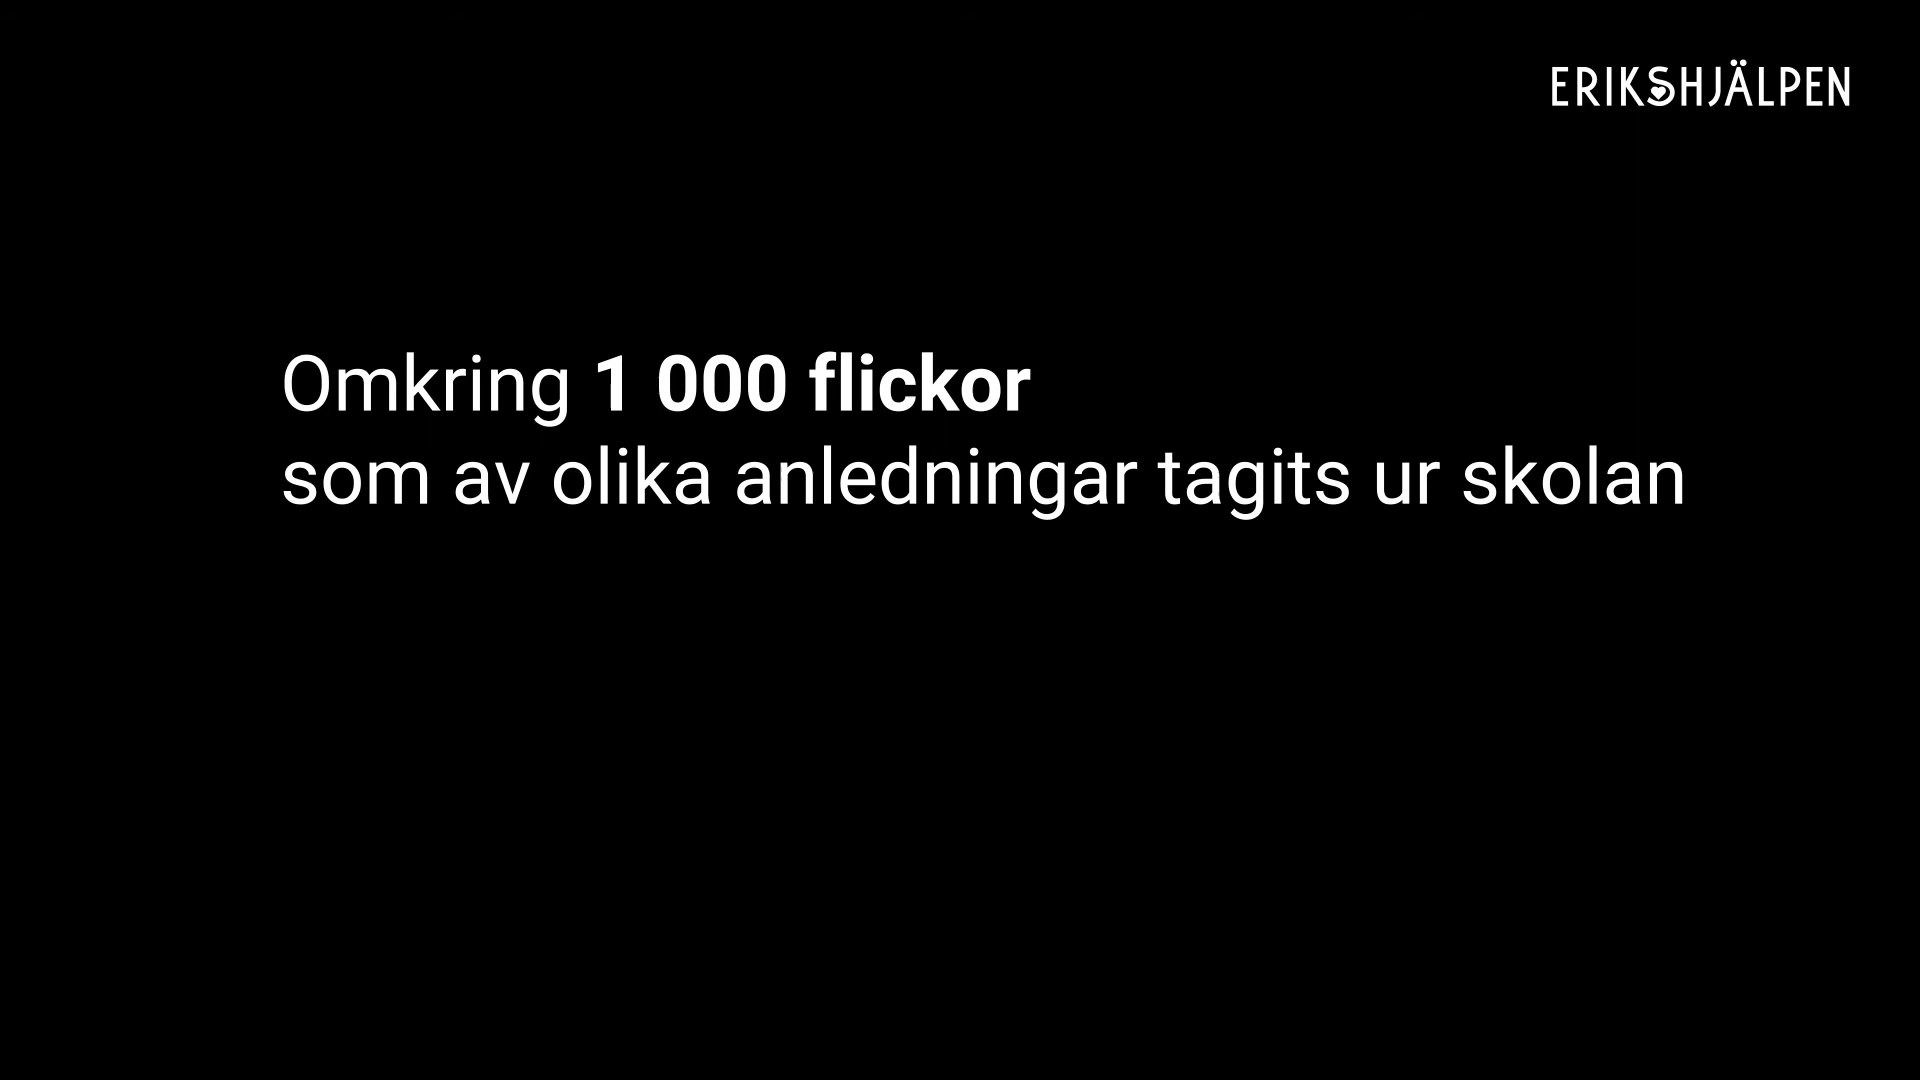 ERIKSHJÄLPEN
Omkring 1 000 flickor
som av olika anledningar tagits ur skolan